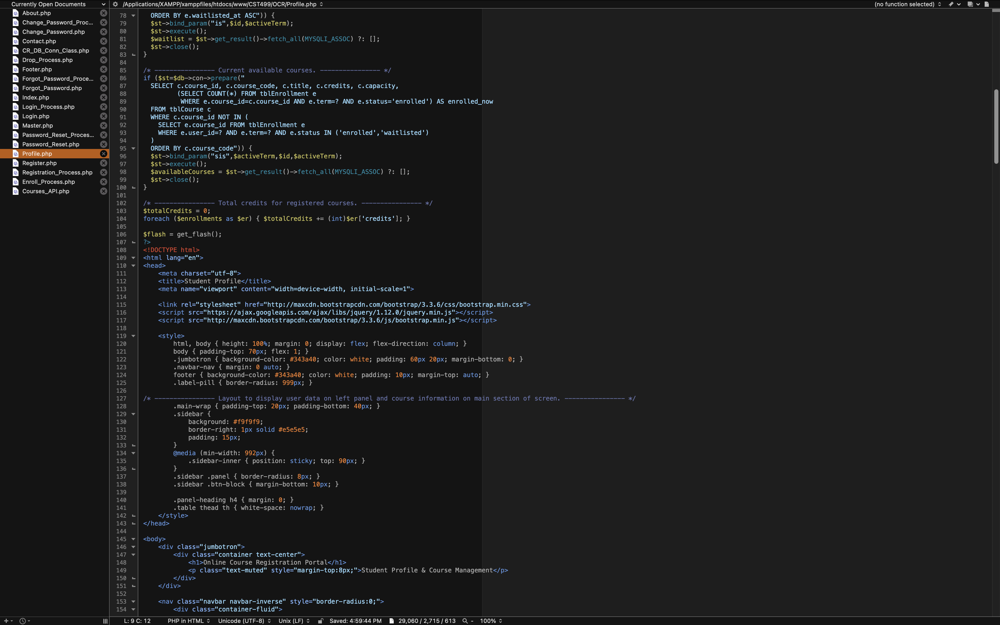 Currently Open Documents
About.php
Change_Password_Proc...
Change_Password.php
Contact.php
CR_DB_Conn_Class.php
Drop_Process.php
Footer.php
Forgot_Password_Proce...
Forgot_Password.php
Index.php
Login_Process.php
Login.php
Master.php
Password_Reset_Proces...
Password_Reset.php
Profile.php
Register.php
Registration_Process.php
Enroll_Process.php
Courses_API.php
/Applications/XAMPP/xamppfiles/htdocs/www/CST499/OCR/Profile.php
(no function selected)
78 ORDER BY e.waitlisted_at ASC")) {
79 $st->bind_param("is",$id,$activeTerm);
80 $st->execute();
81 $waitlist = $st->get_result()->fetch_all(MYSQLI_ASSOC) ?: [];
82 $st->close();
83 }
84
85 /* ---------------- Current available courses. ---------------- */
86 if ($st=$db->con->prepare("
87 SELECT c.course_id, c.course_code, c.title, c.credits, c.capacity,
88 (SELECT COUNT(*) FROM tblEnrollment e
89 WHERE e.course_id=c.course_id AND e.term=? AND e.status='enrolled') AS enrolled_now
90 FROM tblCourse c
91 WHERE c.course_id NOT IN (
92 SELECT e.course_id FROM tblEnrollment e
93 WHERE e.user_id=? AND e.term=? AND e.status IN ('enrolled','waitlisted')
94 )
95 ORDER BY c.course_code")) {
96 $st->bind_param("sis",$activeTerm,$id,$activeTerm);
97 $st->execute();
98 $availableCourses = $st->get_result()->fetch_all(MYSQLI_ASSOC) ?: [];
99 $st->close();
100 }
101
102 /* ---------------- Total credits for registered courses. ---------------- */
103 $totalCredits = 0;
104 foreach ($enrollments as $er) { $totalCredits += (int)$er['credits']; }
105
106 $flash = get_flash();
107 ?>
108 <!DOCTYPE html>
109 <html lang="en">
110 <head>
111 <meta charset="utf-8">
112 <title>Student Profile</title>
113 <meta name="viewport" content="width=device-width, initial-scale=1">
114
115 <link rel="stylesheet" href="http://maxcdn.bootstrapcdn.com/bootstrap/3.3.6/css/bootstrap.min.css">
116 <script src="https://ajax.googleapis.com/ajax/libs/jquery/1.12.0/jquery.min.js"></script>
117 <script src="http://maxcdn.bootstrapcdn.com/bootstrap/3.3.6/js/bootstrap.min.js"></script>
118
119 <style>
120 html, body { height: 100%; margin: 0; display: flex; flex-direction: column; }
121 body { padding-top: 70px; flex: 1; }
122 .jumbotron { background-color: #343a40; color: white; padding: 60px 20px; margin-bottom: 0; }
123 .navbar-nav { margin: 0 auto; }
124 footer { background-color: #343a40; color: white; padding: 10px; margin-top: auto; }
125 .label-pill { border-radius: 999px; }
126
127 /* ---------------- Layout to display user data on left panel and course information on main section of screen. ---------------- */
128 .main-wrap { padding-top: 20px; padding-bottom: 40px; }
129 .sidebar {
130 background: #f9f9f9;
131 border-right: 1px solid #e5e5e5;
132 padding: 15px;
133 }
134 @media (min-width: 992px) {
135 .sidebar-inner { position: sticky; top: 90px; }
136 }
137 .sidebar .panel { border-radius: 8px; }
138 .sidebar .btn-block { margin-bottom: 10px; }
139
140 .panel-heading h4 { margin: 0; }
141 .table thead th { white-space: nowrap; }
142 </style>
143 </head>
144
145 <body>
146 <div class="jumbotron">
147 <div class="container text-center">
148 <h1>Online Course Registration Portal</h1>
149 <p class="text-muted" style="margin-top:8px;">Student Profile & Course Management</p>
150 </div>
151 </div>
152
153 <nav class="navbar navbar-inverse" style="border-radius:0;">
154 <div class="container-fluid">
L: 9 C: 12 PHP in HTML Unicode (UTF-8) Unix (LF) Saved: 4:59:44 PM 29,060 / 2,715 / 613 - 100%